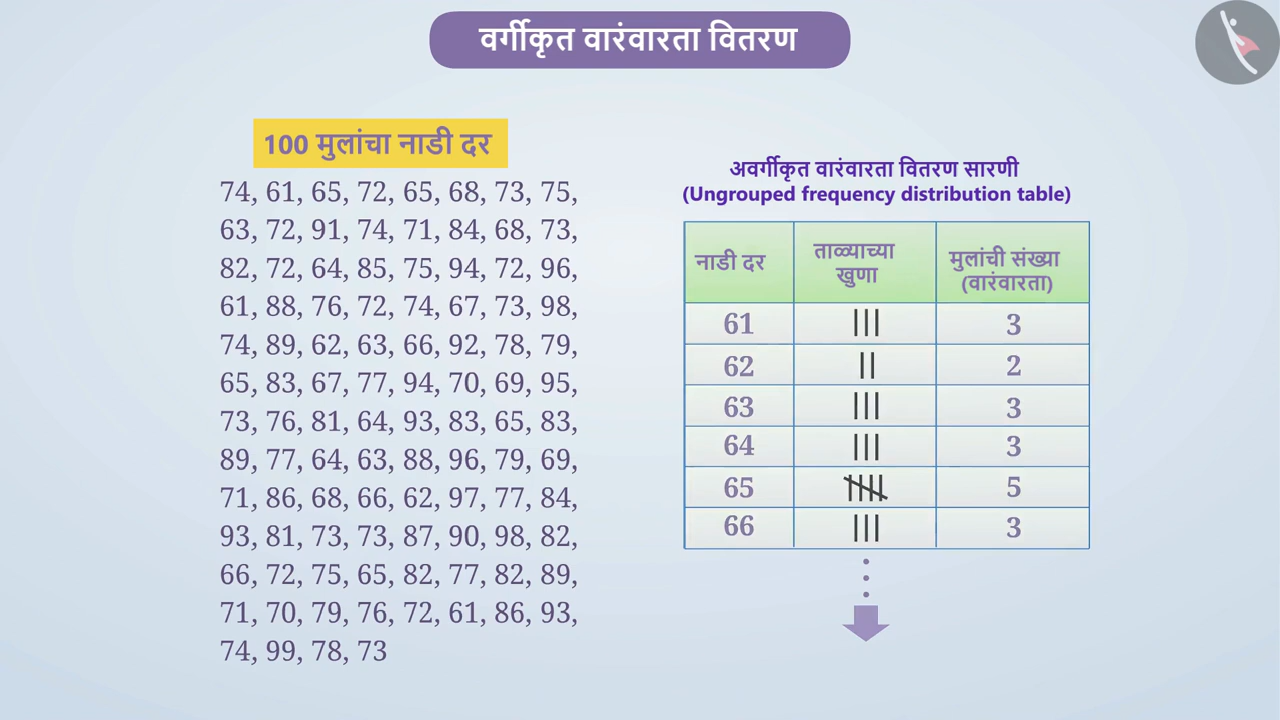 वर्गीकृत वारंवारता वितरण
100 मुलांचा नाडी दर
74, 61, 65, 72, 65, 68, 73, 75,
63, 72, 91, 74, 71, 84, 68, 73,
82, 72, 64, 85, 75, 94, 72, 96,
61, 88, 76, 72, 74, 67, 73, 98,
74, 89, 62, 63, 66, 92, 78, 79,
65, 83, 67, 77, 94, 70, 69, 95,
73, 76, 81, 64, 93, 83, 65, 83,
89, 77, 64, 63, 88, 96, 79, 69,
71, 86, 68, 66, 62, 97, 77, 84,
93, 81, 73, 73, 87, 90, 98, 82,
66, 72, 75, 65, 82, 77, 82, 89,
71, 70, 79, 76, 72, 61, 86, 93,
74, 99, 78, 73
अवर्गीकृत वारंवारता वितरण सारणी
(Ungrouped frequency distribution table)
नाडी दर ताळ्याच्या खुणा मुलांची संख्या (वारंवारता)
61 ||| 3
62 || 2
63 ||| 3
64 ||| 3
65 5
66 ||| 3